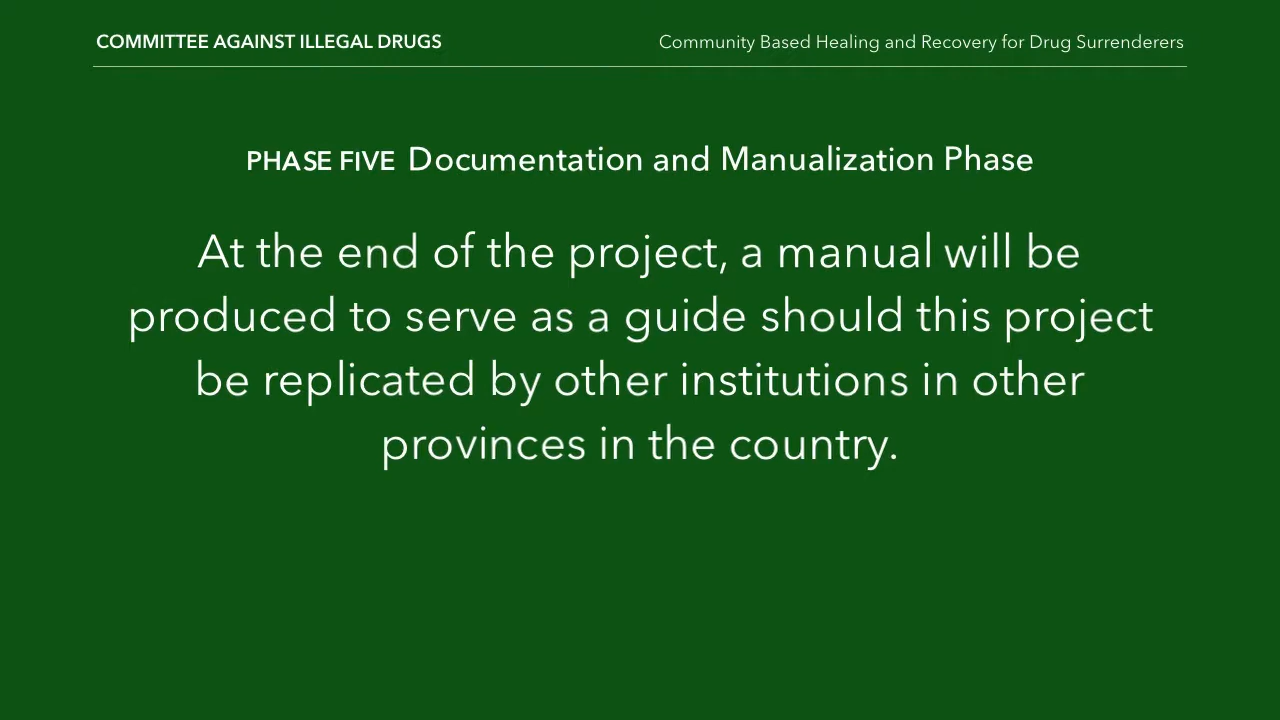 COMMITTEE AGAINST ILLEGAL DRUGS
Community Based Healing and Recovery for Drug Surrenderers
PHASE FIVE Documentation and Manualization Phase
At the end of the project, a manual will be
produced to serve as a guide should this project
be replicated by other institutions in other
provinces in the country.